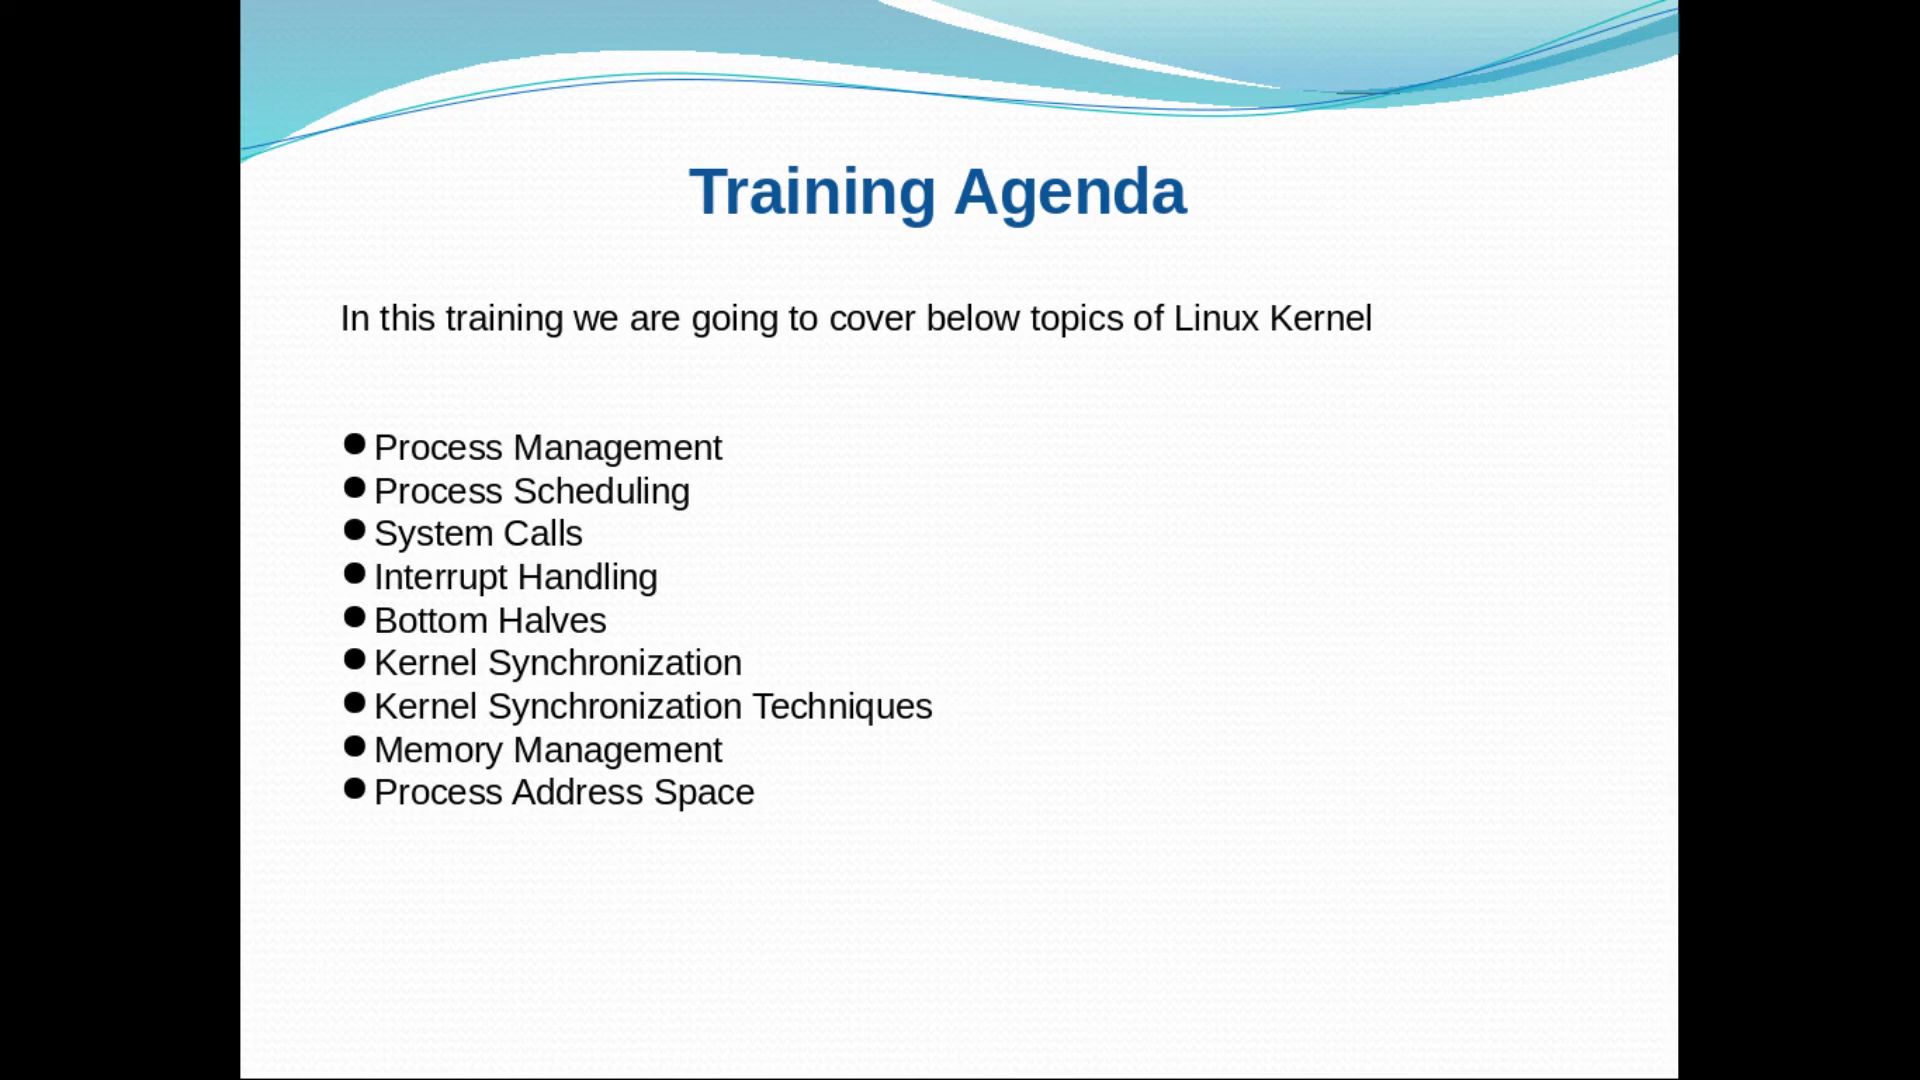 Training Agenda
In this training we are going to cover below topics of Linux Kernel
● Process Management
● Process Scheduling
● System Calls
● Interrupt Handling
● Bottom Halves
● Kernel Synchronization
● Kernel Synchronization Techniques
● Memory Management
● Process Address Space